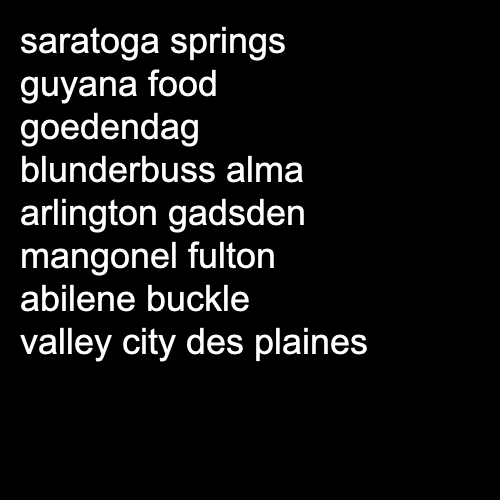 saratoga springs
guyana food
goedendag
blunderbuss alma
arlington gadsden
mangonel fulton
abilene buckle
valley city des plaines